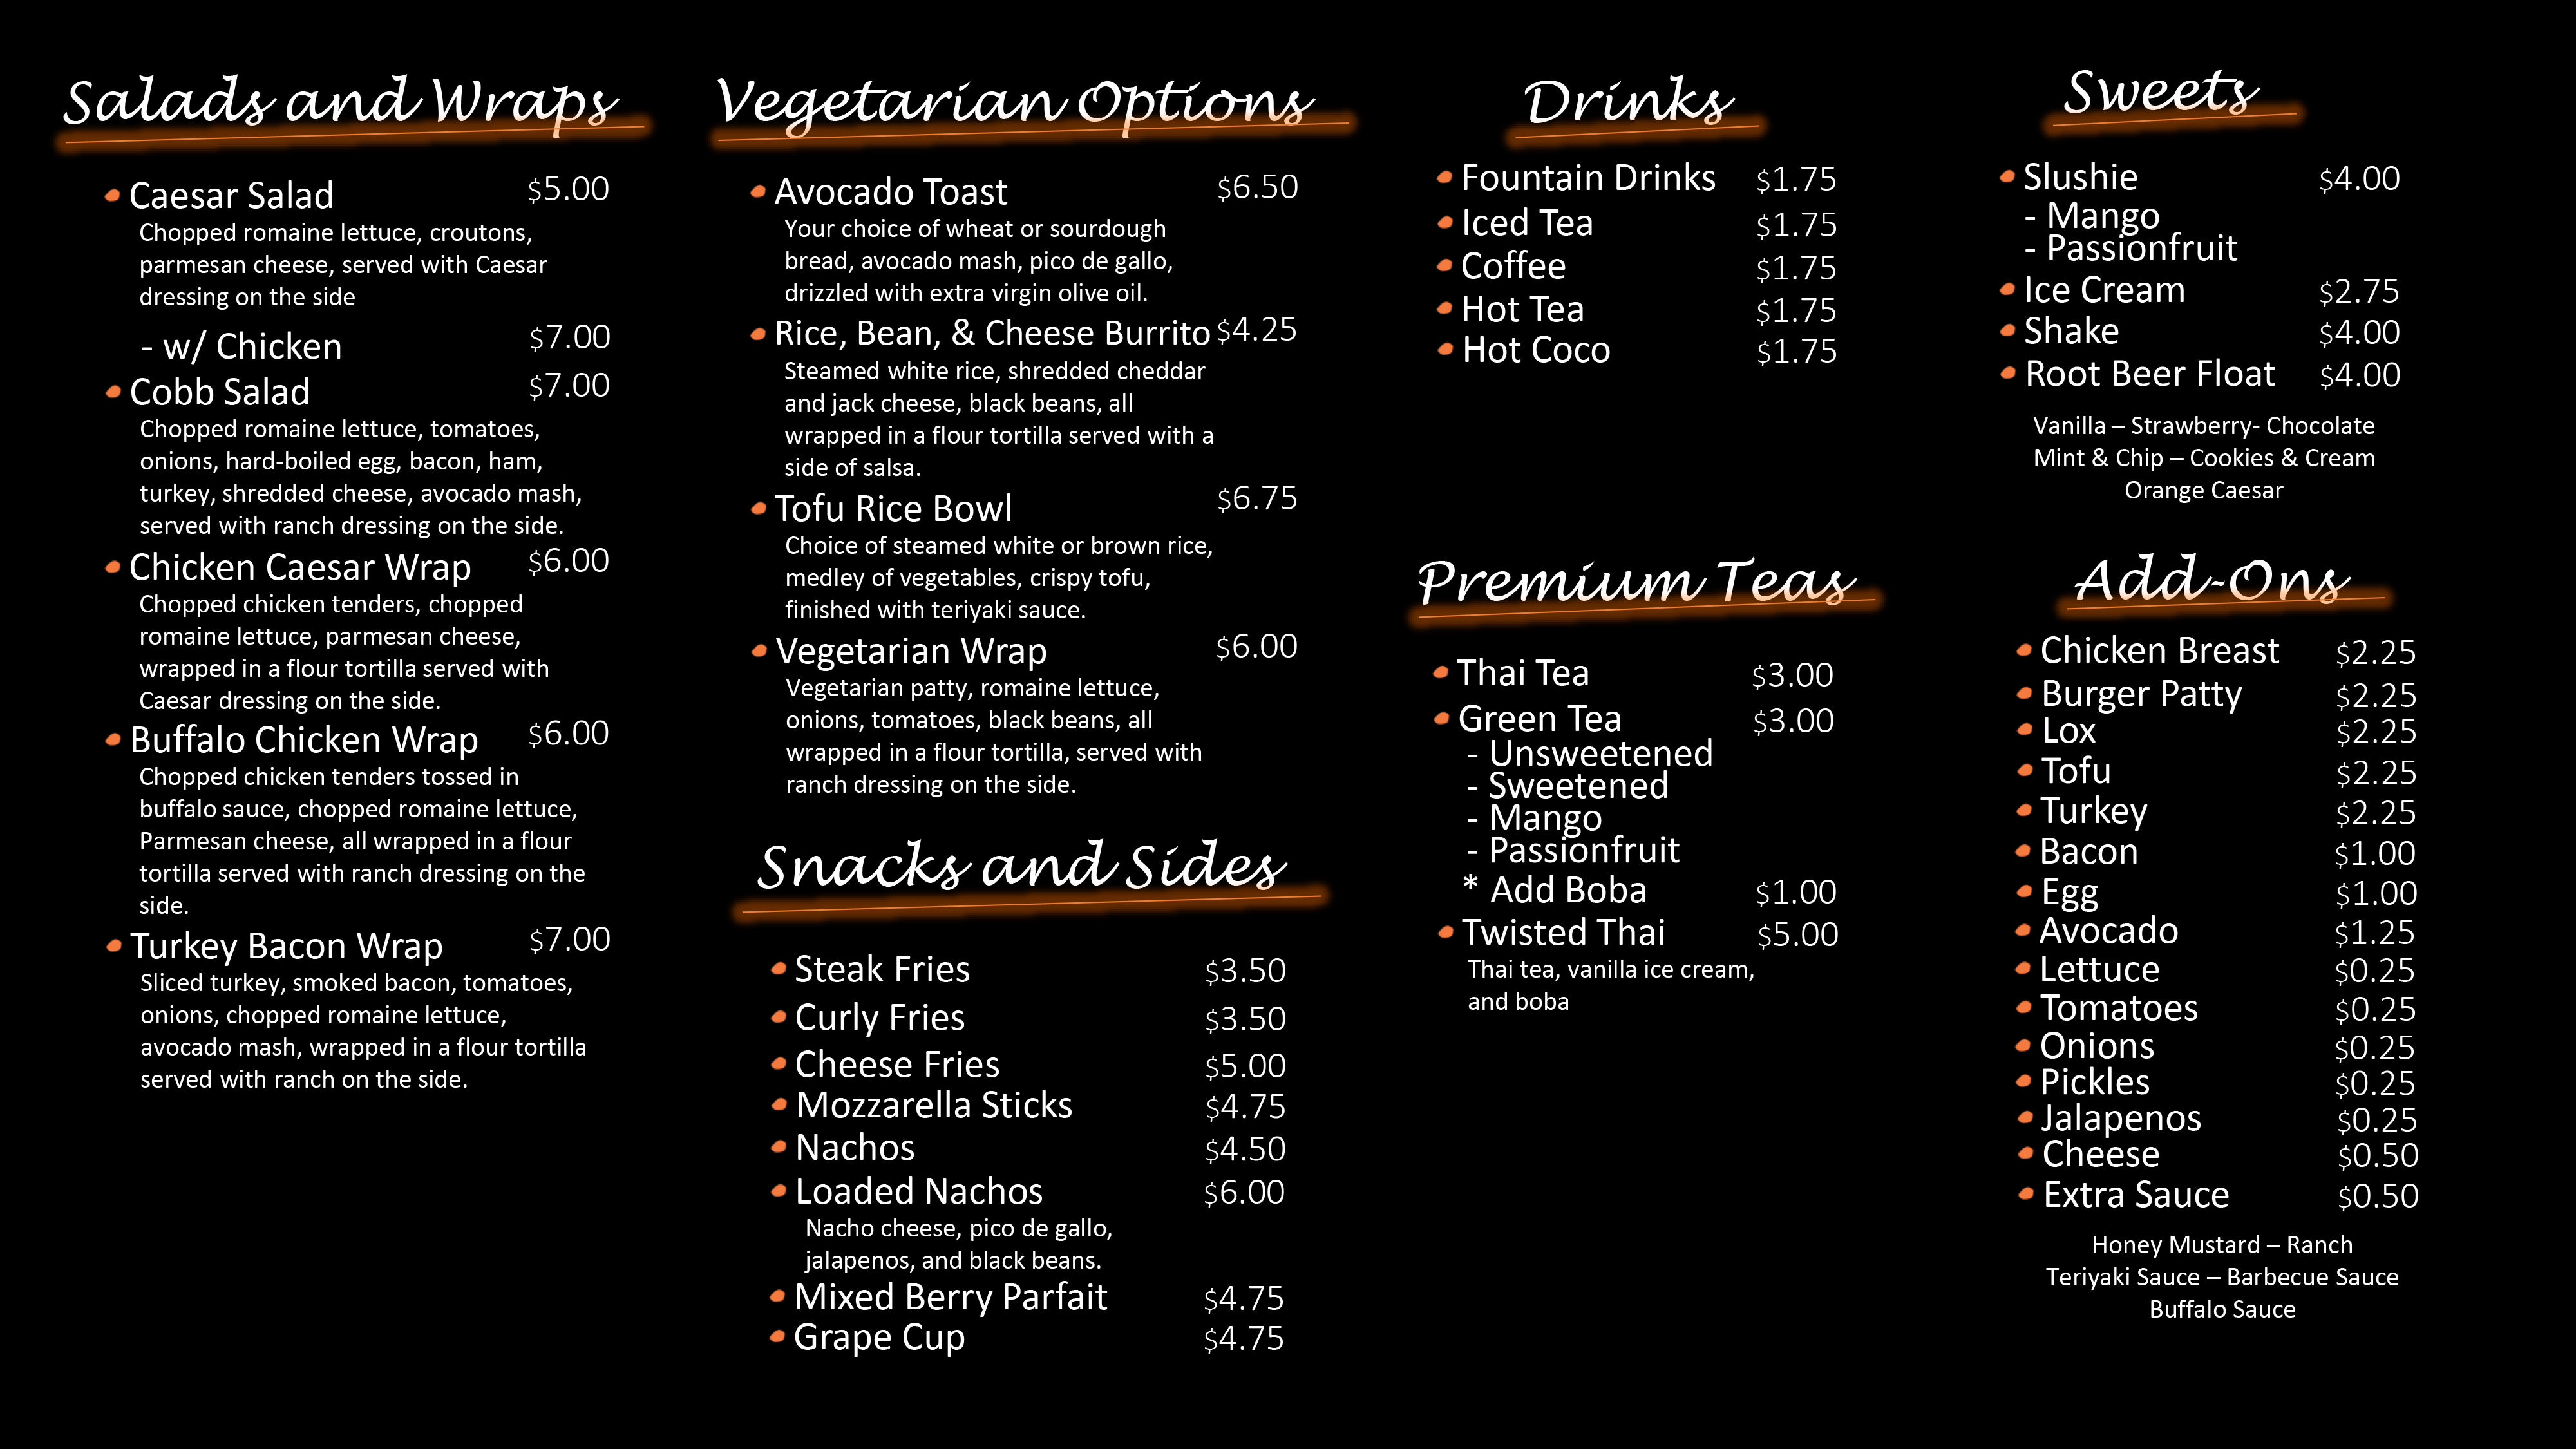 Salads and Wraps
Caesar Salad $5.00
Chopped romaine lettuce, croutons,
parmesan cheese, served with Caesar
dressing on the side
- w/ Chicken $7.00
Cobb Salad $7.00
Chopped romaine lettuce, tomatoes,
onions, hard-boiled egg, bacon, ham,
turkey, shredded cheese, avocado mash,
served with ranch dressing on the side.
Chicken Caesar Wrap $6.00
Chopped chicken tenders, chopped
romaine lettuce, parmesan cheese,
wrapped in a flour tortilla served with
Caesar dressing on the side.
Buffalo Chicken Wrap $6.00
Chopped chicken tenders tossed in
buffalo sauce, chopped romaine lettuce,
Parmesan cheese, all wrapped in a flour
tortilla served with ranch dressing on the
side.
Turkey Bacon Wrap $7.00
Sliced turkey, smoked bacon, tomatoes,
onions, chopped romaine lettuce,
avocado mash, wrapped in a flour tortilla
served with ranch on the side.
Vegetarian Options
Avocado Toast $6.50
Your choice of wheat or sourdough
bread, avocado mash, pico de gallo,
drizzled with extra virgin olive oil.
Rice, Bean, & Cheese Burrito $4.25
Steamed white rice, shredded cheddar
and jack cheese, black beans, all
wrapped in a flour tortilla served with a
side of salsa.
Tofu Rice Bowl $6.75
Choice of steamed white or brown rice,
medley of vegetables, crispy tofu,
finished with teriyaki sauce.
Vegetarian Wrap $6.00
Vegetarian patty, romaine lettuce,
onions, tomatoes, black beans, all
wrapped in a flour tortilla, served with
ranch dressing on the side.
Snacks and Sides
Steak Fries $3.50
Curly Fries $3.50
Cheese Fries $5.00
Mozzarella Sticks $4.75
Nachos $4.50
Loaded Nachos $6.00
Nacho cheese, pico de gallo,
jalapenos, and black beans.
Mixed Berry Parfait $4.75
Grape Cup $4.75
Drinks
Fountain Drinks $1.75
Iced Tea $1.75
Coffee $1.75
Hot Tea $1.75
Hot Coco $1.75
Premium Teas
Thai Tea $3.00
Green Tea $3.00
- Unsweetened
- Sweetened
- Mango
- Passionfruit
* Add Boba $1.00
Twisted Thai $5.00
Thai tea, vanilla ice cream,
and boba
Sweets
Slushie $4.00
- Mango
- Passionfruit
Ice Cream $2.75
Shake $4.00
Root Beer Float $4.00
Vanilla – Strawberry- Chocolate
Mint & Chip – Cookies & Cream
Orange Caesar
Add-Ons
Chicken Breast $2.25
Burger Patty $2.25
Lox $2.25
Tofu $2.25
Turkey $2.25
Bacon $1.00
Egg $1.00
Avocado $1.25
Lettuce $0.25
Tomatoes $0.25
Onions $0.25
Pickles $0.25
Jalapenos $0.25
Cheese $0.50
Extra Sauce $0.50
Honey Mustard – Ranch
Teriyaki Sauce – Barbecue Sauce
Buffalo Sauce